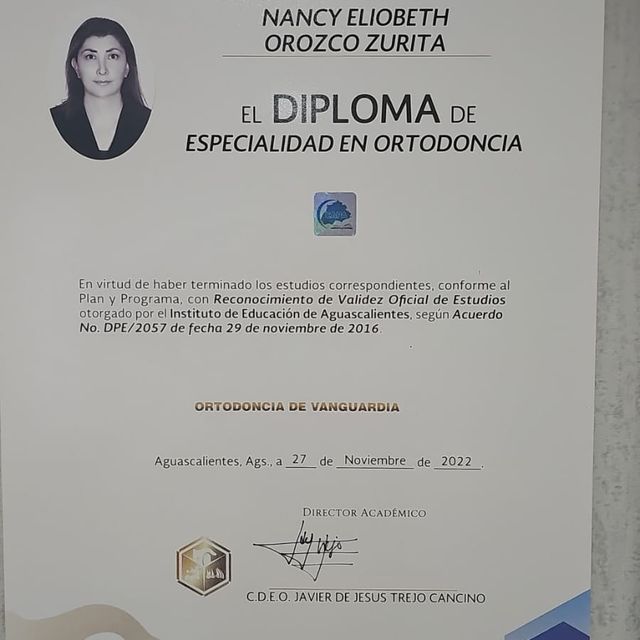 NANCY ELIOBETH
OROZCO ZURITA
EL DIPLOMA DE
ESPECIALIDAD EN ORTODONCIA
En virtud de haber terminado los estudios correspondientes, conforme al
Plan y Programa, con Reconocimiento de Validez Oficial de Estudios
otorgado por el Instituto de Educación de Aguascalientes, según Acuerdo
No. DPE/2057 de fecha 29 de noviembre de 2016.
ORTODONCIA DE VANGUARDIA
Aguascalientes, Ags., a 27 de Noviembre de 2022.
DIRECTOR ACADÉMICO
C.D.E.O. JAVIER DE JESUS TREJO CANCINO